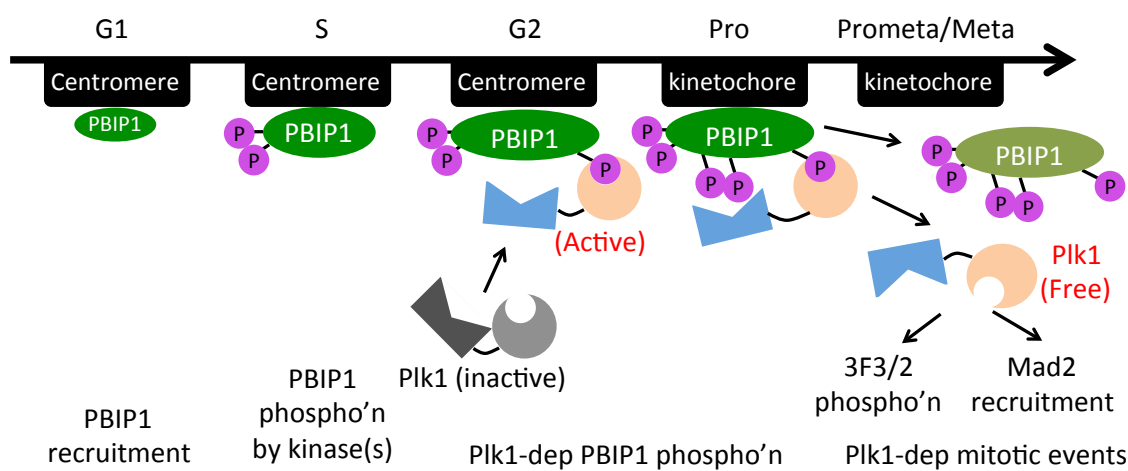 G1 S G2 Pro Prometa/Meta
Centromere Centromere Centromere kinetochore kinetochore
PBIP1
P
P
PBIP1
P
P
PBIP1
P
P
P
PBIP1
P
P
P
P
P
PBIP1
P
P
P
P
(Active)
Plk1
(Free)
Plk1 (inactive)
3F3/2
phospho’n
Mad2
recruitment
PBIP1
recruitment
PBIP1
phospho’n
by kinase(s)
Plk1-dep PBIP1 phospho’n
Plk1-dep mitotic events